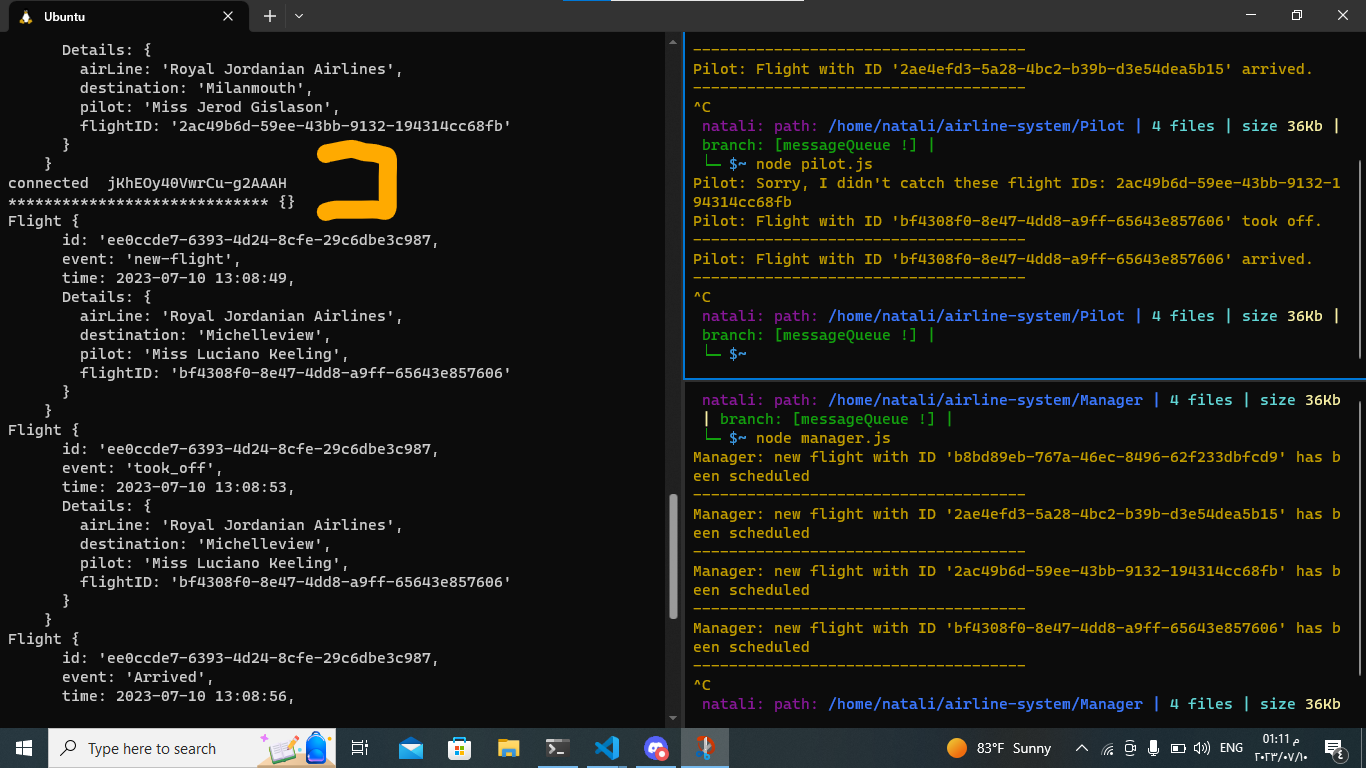 Ubuntu
Details: {
airLine: 'Royal Jordanian Airlines',
destination: 'Milanmouth',
pilot: 'Miss Jerod Gislason',
flightID: '2ac49b6d-59ee-43bb-9132-194314cc68fb'
}
}
connected  jKhEOy40VwrCu-g2AAAH
***************************** {}
Flight {
id: 'ee0ccde7-6393-4d24-8cfe-29c6dbe3c987,
event: 'new-flight',
time: 2023-07-10 13:08:49,
Details: {
airLine: 'Royal Jordanian Airlines',
destination: 'Michelleview',
pilot: 'Miss Luciano Keeling',
flightID: 'bf4308f0-8e47-4dd8-a9ff-65643e857606'
}
}
Flight {
id: 'ee0ccde7-6393-4d24-8cfe-29c6dbe3c987,
event: 'took_off',
time: 2023-07-10 13:08:53,
Details: {
airLine: 'Royal Jordanian Airlines',
destination: 'Michelleview',
pilot: 'Miss Luciano Keeling',
flightID: 'bf4308f0-8e47-4dd8-a9ff-65643e857606'
}
}
Flight {
id: 'ee0ccde7-6393-4d24-8cfe-29c6dbe3c987,
event: 'Arrived',
time: 2023-07-10 13:08:56,
-------------------------------------
Pilot: Flight with ID '2ae4efd3-5a28-4bc2-b39b-d3e54dea5b15' arrived.
-------------------------------------
^C
natali: path: /home/natali/airline-system/Pilot | 4 files | size 36Kb |
branch: [messageQueue !] |
└─ $~ node pilot.js
Pilot: Sorry, I didn't catch these flight IDs: 2ac49b6d-59ee-43bb-9132-1
94314cc68fb
Pilot: Flight with ID 'bf4308f0-8e47-4dd8-a9ff-65643e857606' took off.
-------------------------------------
Pilot: Flight with ID 'bf4308f0-8e47-4dd8-a9ff-65643e857606' arrived.
-------------------------------------
^C
natali: path: /home/natali/airline-system/Pilot | 4 files | size 36Kb |
branch: [messageQueue !] |
└─ $~
natali: path: /home/natali/airline-system/Manager | 4 files | size 36Kb
| branch: [messageQueue !] |
└─ $~ node manager.js
Manager: new flight with ID 'b8bd89eb-767a-46ec-8496-62f233dbfcd9' has b
een scheduled
-------------------------------------
Manager: new flight with ID '2ae4efd3-5a28-4bc2-b39b-d3e54dea5b15' has b
een scheduled
-------------------------------------
Manager: new flight with ID '2ac49b6d-59ee-43bb-9132-194314cc68fb' has b
een scheduled
-------------------------------------
Manager: new flight with ID 'bf4308f0-8e47-4dd8-a9ff-65643e857606' has b
een scheduled
-------------------------------------
^C
natali: path: /home/natali/airline-system/Manager | 4 files | size 36Kb
Type here to search
83°F Sunny
ENG
01:11 م
٢٠٢٣/٠٧/١٠
٤